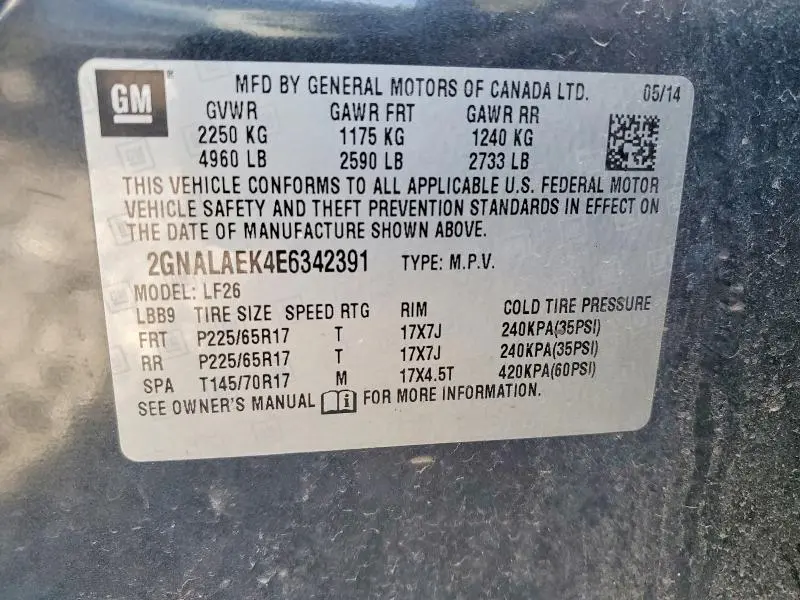 GM
MFD BY GENERAL MOTORS OF CANADA LTD. 05/14
GVWR GAWR FRT GAWR RR
2250 KG 1175 KG 1240 KG
4960 LB 2590 LB 2733 LB
THIS VEHICLE CONFORMS TO ALL APPLICABLE U.S. FEDERAL MOTOR
VEHICLE SAFETY AND THEFT PREVENTION STANDARDS IN EFFECT ON
THE DATE OF MANUFACTURE SHOWN ABOVE.
2GNALAEK4E6342391 TYPE: M.P.V.
MODEL: LF26
LBB9 TIRE SIZE SPEED RTG RIM COLD TIRE PRESSURE
FRT P225/65R17 T 17X7J 240KPA(35PSI)
RR P225/65R17 T 17X7J 240KPA(35PSI)
SPA T145/70R17 M 17X4.5T 420KPA(60PSI)
SEE OWNER'S MANUAL i FOR MORE INFORMATION.